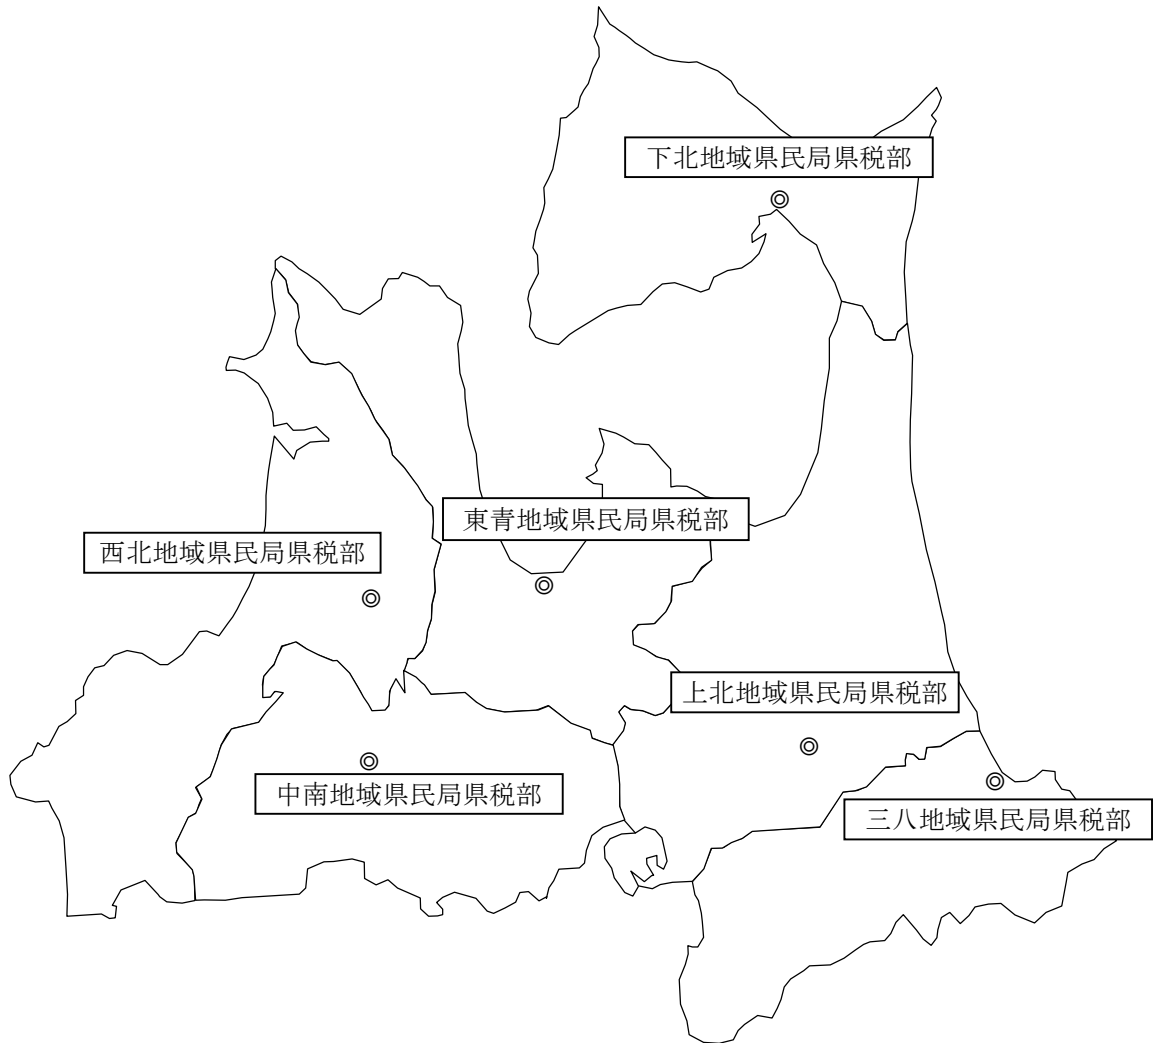 下北地域県民局県税部
東青地域県民局県税部
西北地域県民局県税部
上北地域県民局県税部
中南地域県民局県税部
三八地域県民局県税部